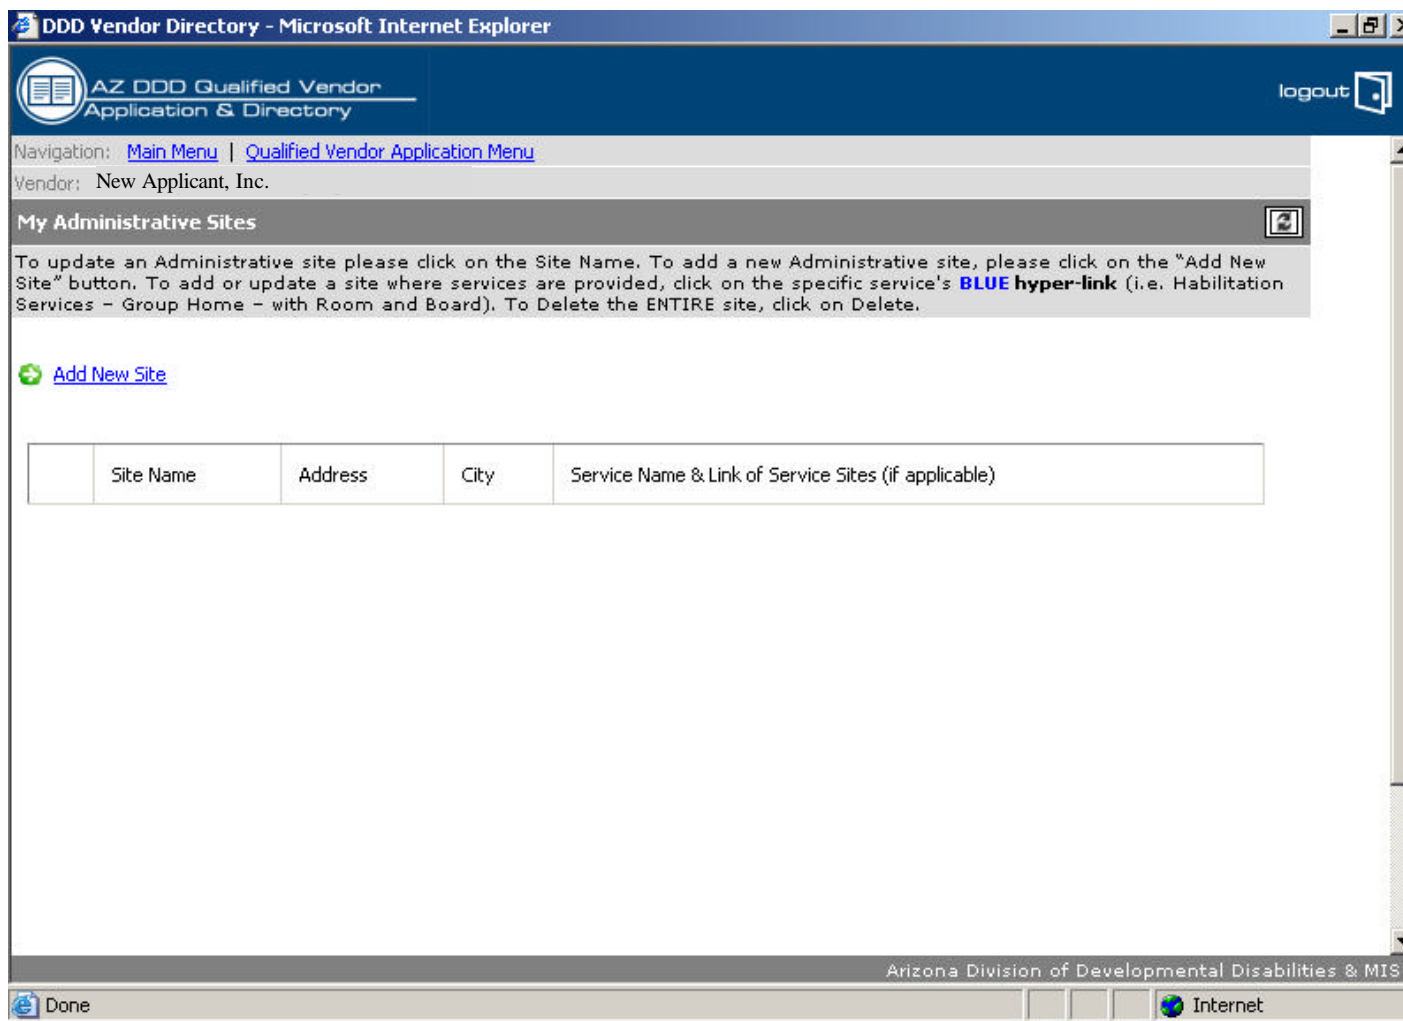 DDD Vendor Directory - Microsoft Internet Explorer
AZ DDD Qualified Vendor
Application & Directory
logout
Navigation: Main Menu | Qualified Vendor Application Menu
Vendor: New Applicant, Inc.
My Administrative Sites
To update an Administrative site please click on the Site Name. To add a new Administrative site, please click on the “Add New
Site” button. To add or update a site where services are provided, click on the specific service's BLUE hyper-link (i.e. Habilitation
Services – Group Home – with Room and Board). To Delete the ENTIRE site, click on Delete.
Add New Site
Site Name Address City Service Name & Link of Service Sites (if applicable)
Arizona Division of Developmental Disabilities & MIS
Done Internet